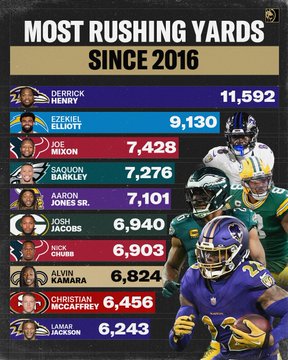 MOST RUSHING YARDS
SINCE 2016
DERRICK
HENRY
11,592
EZEKIEL
ELLIOTT
9,130
JOE
MIXON
7,428
SAQUON
BARKLEY
7,276
AARON
JONES SR.
7,101
JOSH
JACOBS
6,940
NICK
CHUBB
6,903
ALVIN
KAMARA
6,824
CHRISTIAN
MCCAFFREY
6,456
LAMAR
JACKSON
6,243
22